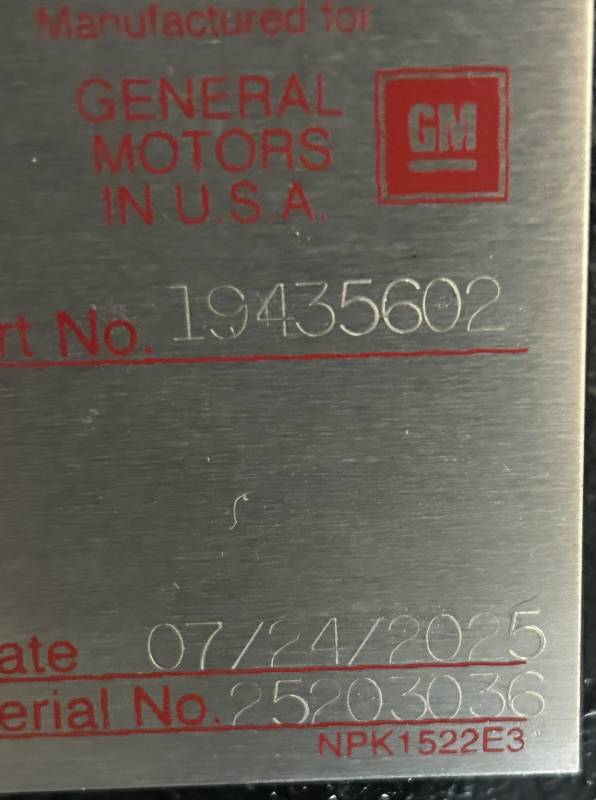 Manufactured for
GENERAL
MOTORS
IN U.S.A.
GM
rt No. 19435602
ate 07/24/2025
erial No. 25203036
NPK1522E3